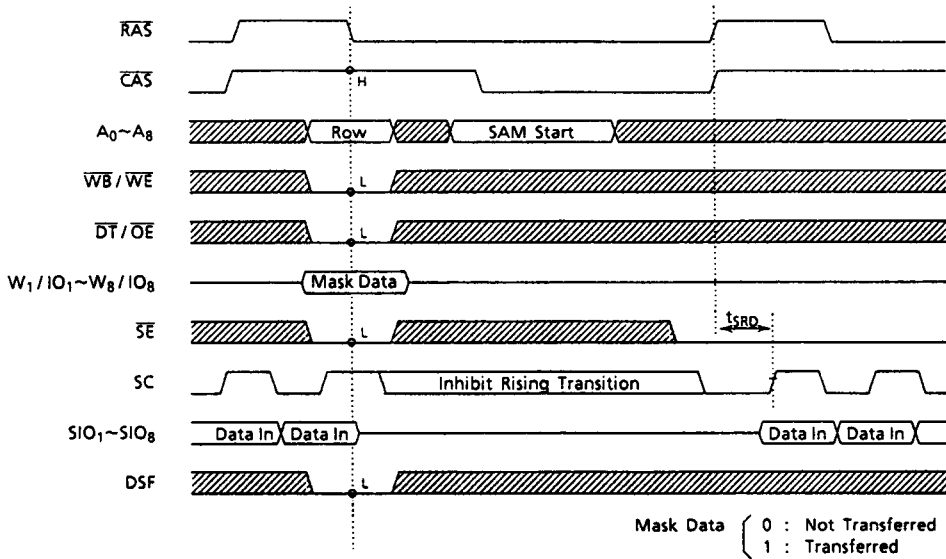 RAS
CAS
H
A0~A8
Row
SAM Start
WB / WE
L
DT / OE
L
W1 / IO1~W8 / IO8
Mask Data
SE
L
tSRD
SC
Inhibit Rising Transition
SIO1~SIO8
Data In
Data In
Data In
Data In
DSF
L
Mask Data
0 : Not Transferred
1 : Transferred